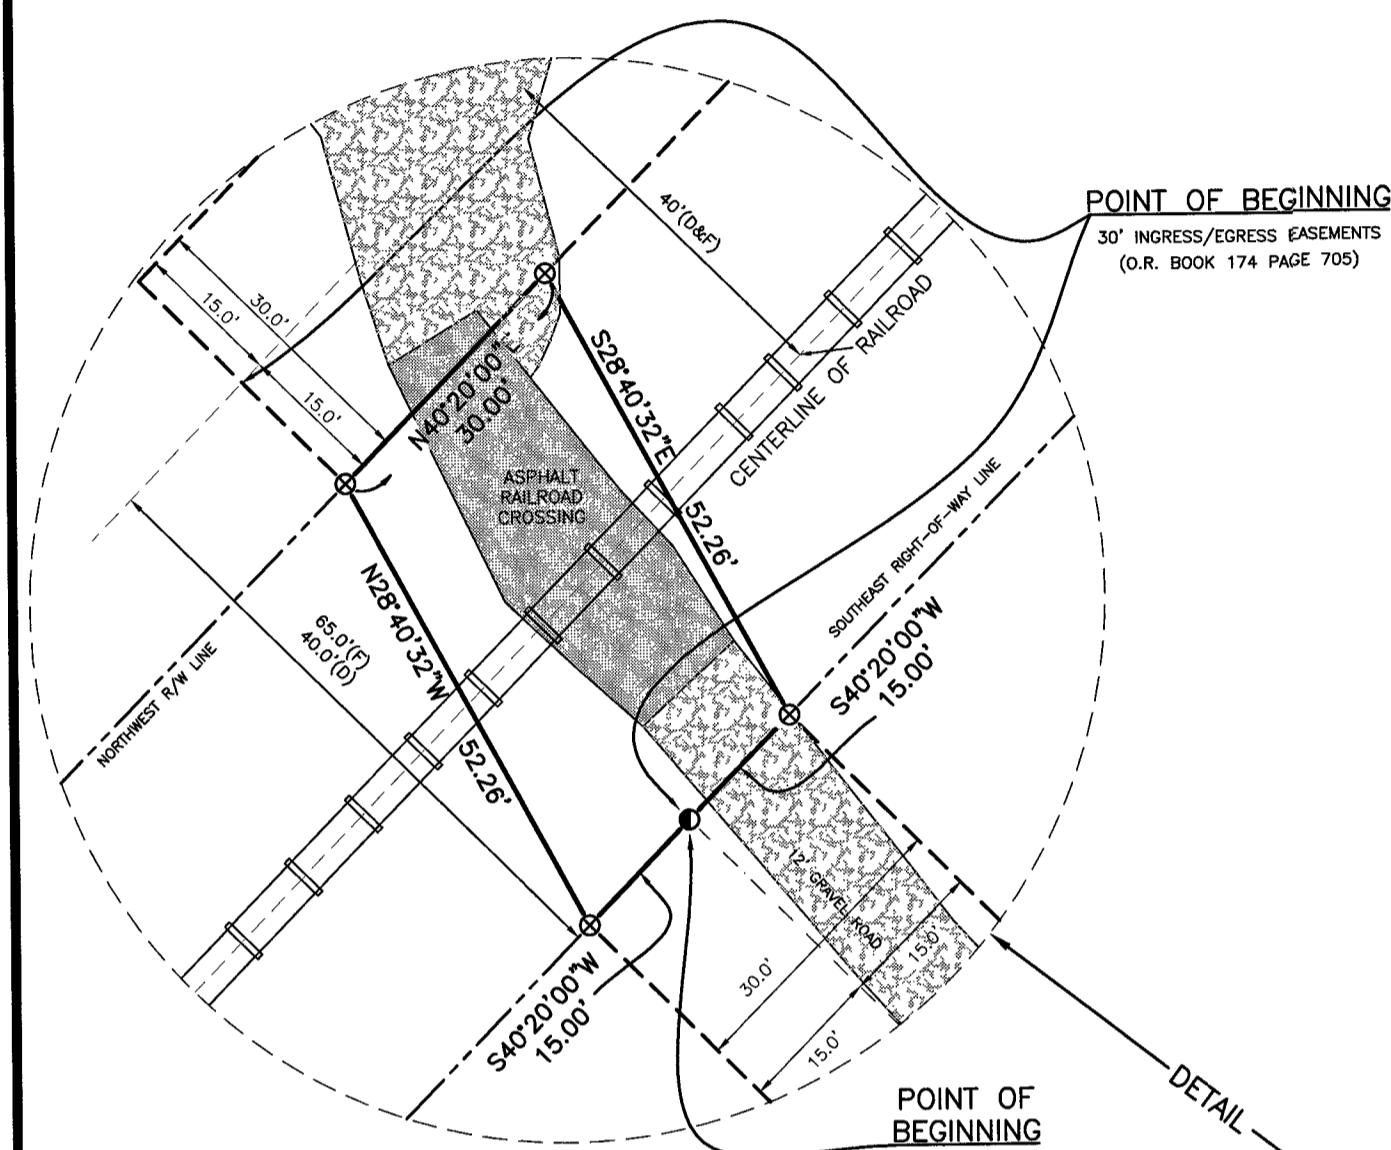 POINT OF BEGINNING
30' INGRESS/EGRESS EASEMENTS
(O.R. BOOK 174 PAGE 705)
40'(D&F)
30.0'
15.0'
15.0'
N40°20'00"E
30.00'
S28°40'32"E
52.26'
CENTERLINE OF RAILROAD
ASPHALT
RAILROAD
CROSSING
SOUTHEAST RIGHT-OF-WAY LINE
NORTHWEST R/W LINE
65.0'(F)
40.0'(D)
N28°40'32"W
52.26'
S40°20'00"W
15.00'
12' GRAVEL ROAD
15.0'
30.0'
15.0'
S40°20'00"W
15.00'
POINT OF
BEGINNING
DETAIL